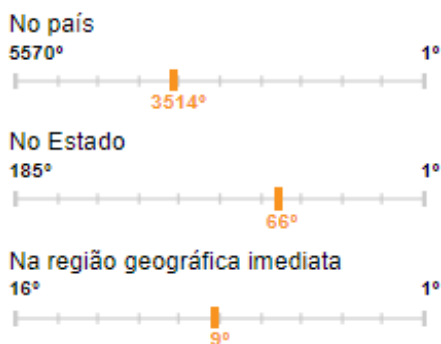 No país
5570º 1º
3514º
No Estado
185º 1º
66º
Na região geográfica imediata
16º 1º
9º